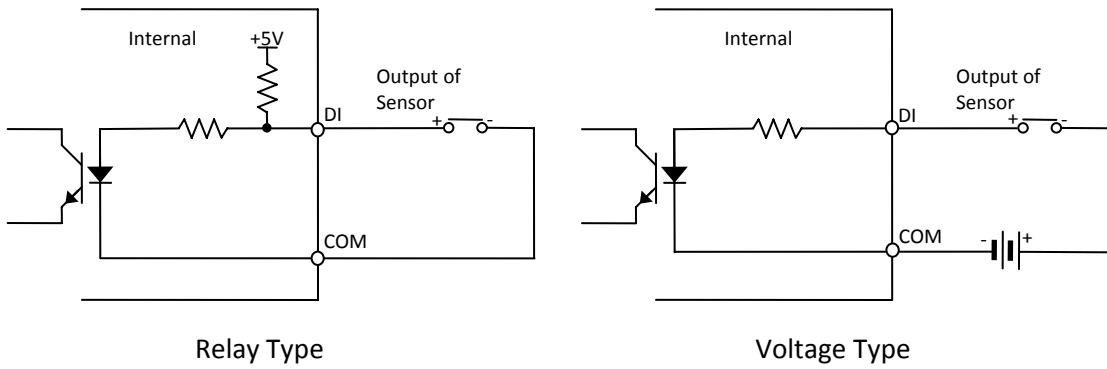 Internal
+5V
Output of
Sensor
DI
+
-
COM
Relay Type
Internal
Output of
Sensor
DI
+
-
COM
-
+
Voltage Type